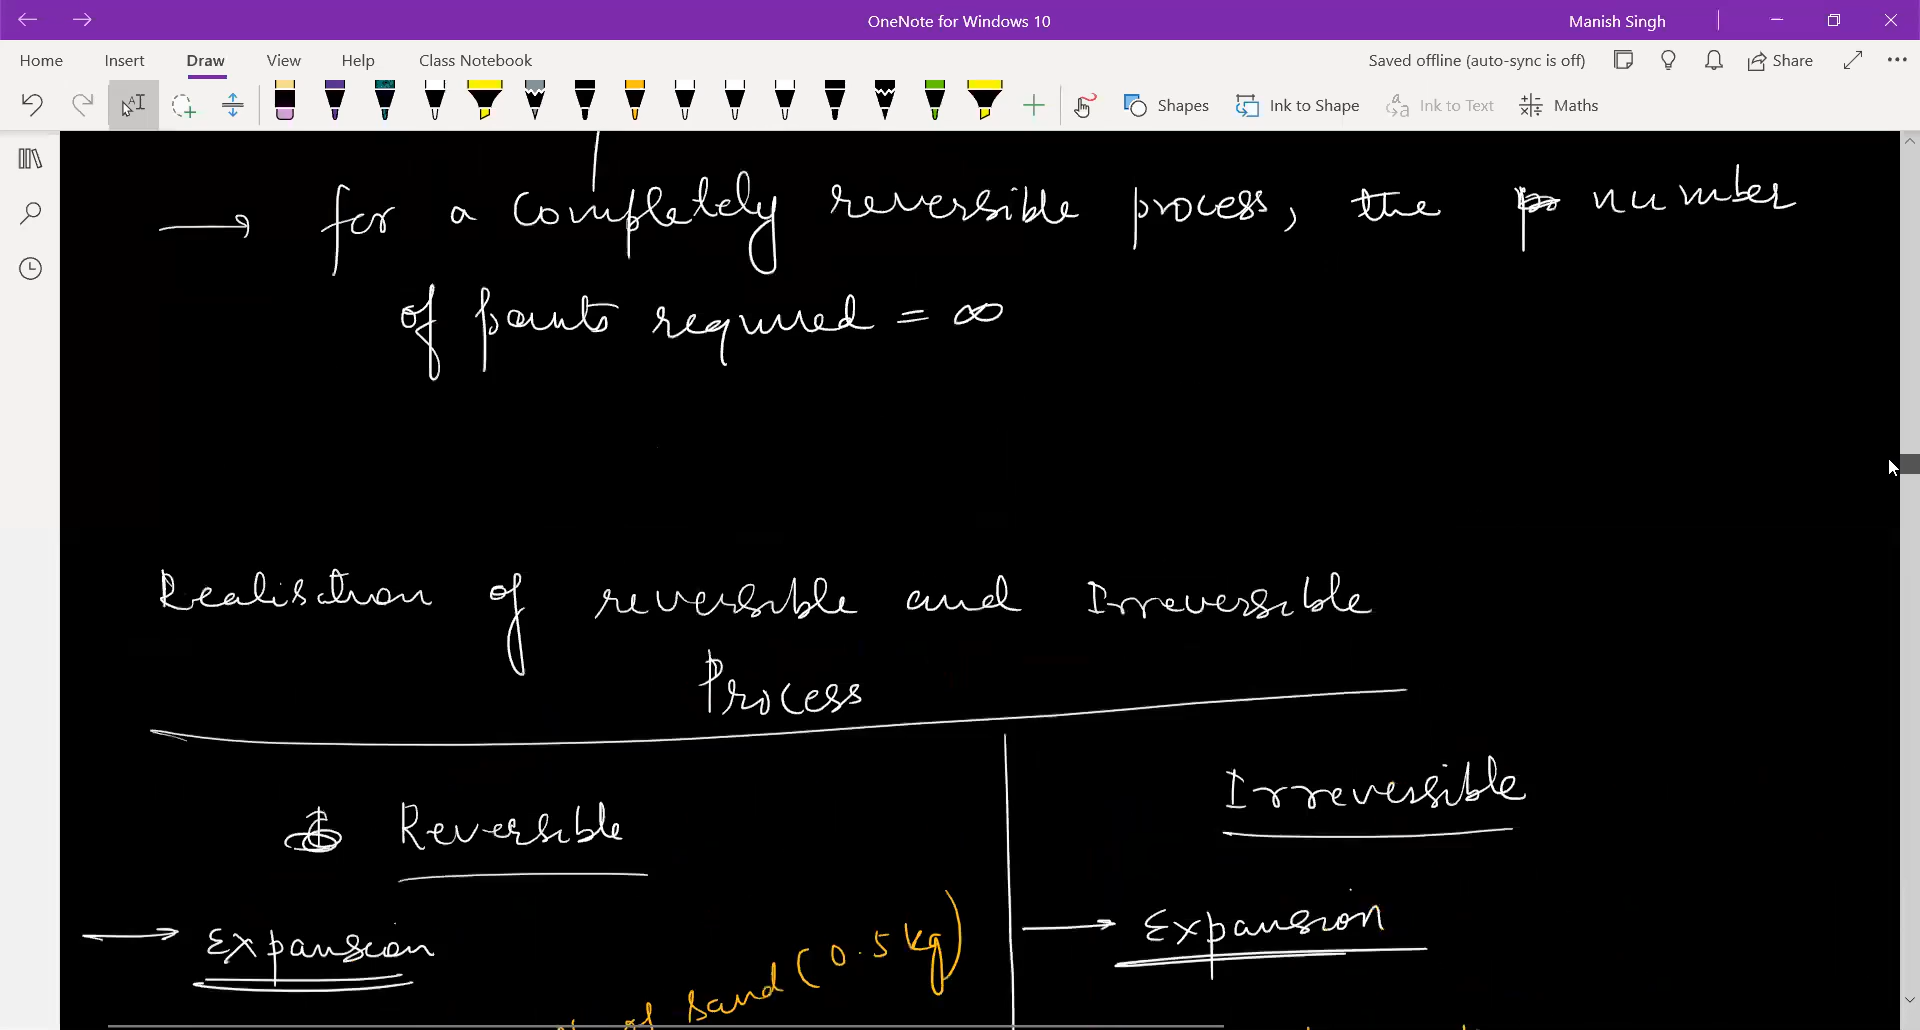 OneNote for Windows 10
Manish Singh
Home Insert Draw View Help Class Notebook
Saved offline (auto-sync is off) Share
Shapes Ink to Shape Ink to Text Maths
→ for a completely reversible process, the number
of points required = ∞
Realisation of reversible and Irreversible
Process
Reversible
Irreversible
→ Expansion
→ Expansion
of sand (0.5 kg)